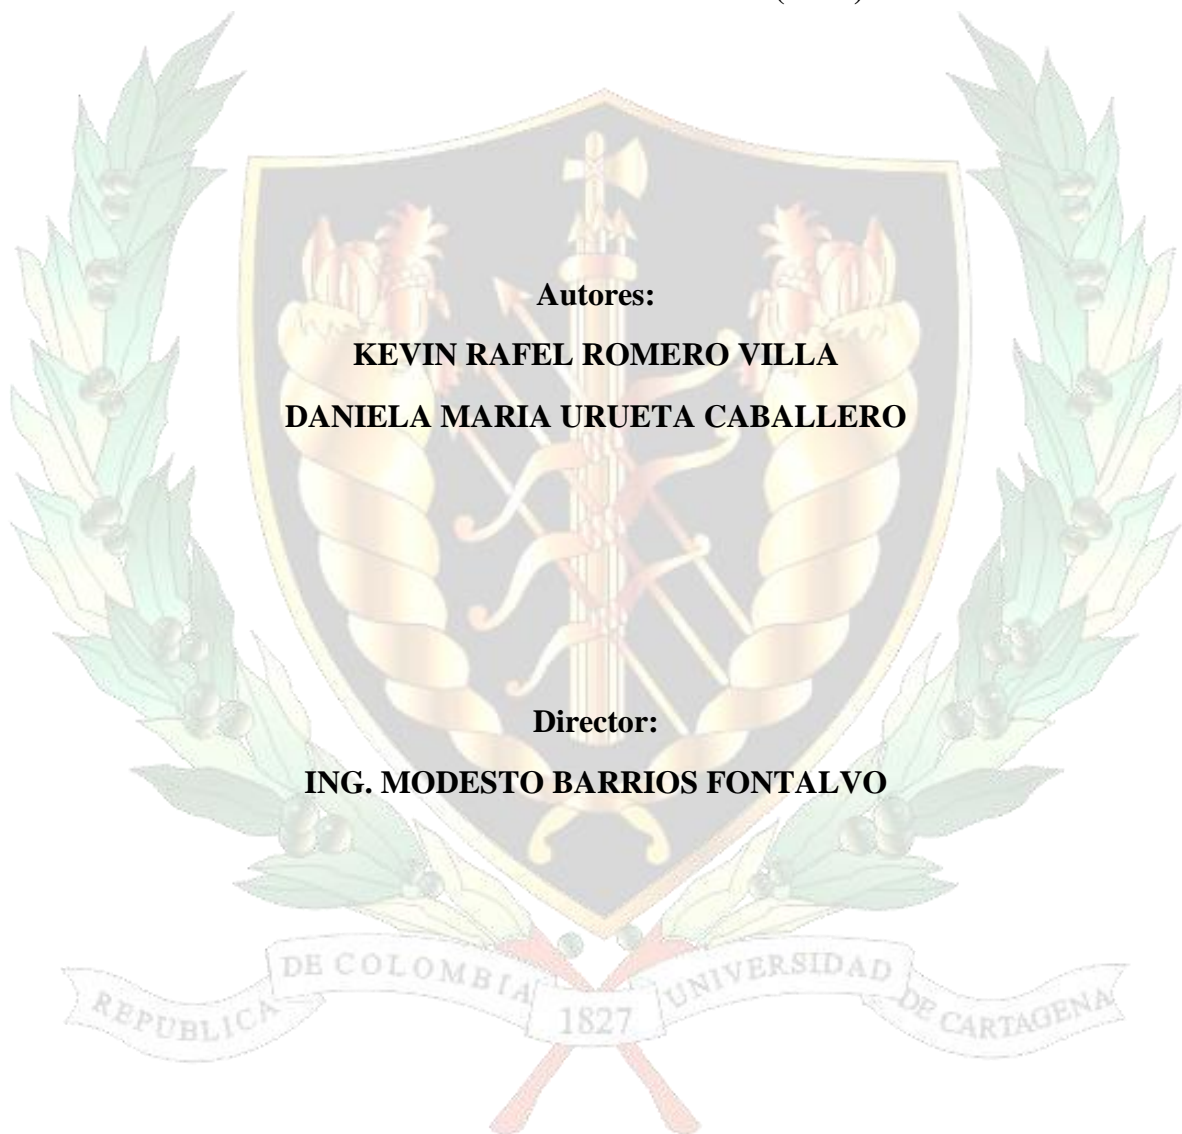 Autores:
KEVIN RAFEL ROMERO VILLA
DANIELA MARIA URUETA CABALLERO
Director:
ING. MODESTO BARRIOS FONTALVO
REPUBLICA DE COLOMBIA 1827 UNIVERSIDAD DE CARTAGENA